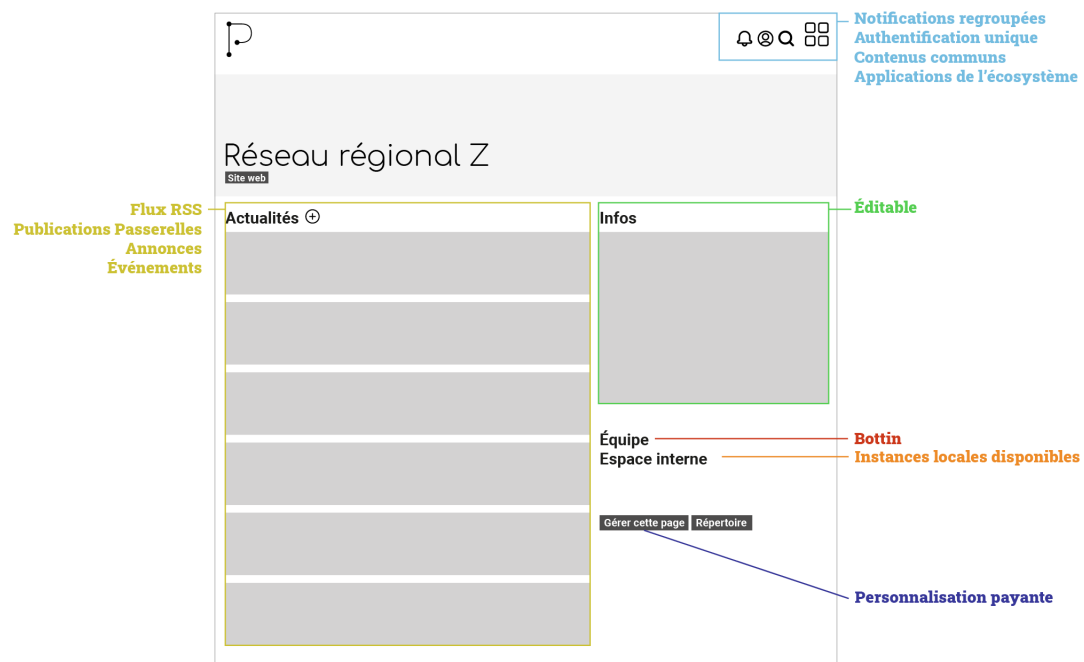 Notifications regroupées
Authentification unique
Contenus communs
Applications de l'écosystème
Réseau régional Z
Site web
Flux RSS
Publications Passerelles
Annonces
Événements
Actualités
Infos
Éditable
Équipe
Bottin
Espace interne
Instances locales disponibles
Gérer cette page
Répertoire
Personnalisation payante